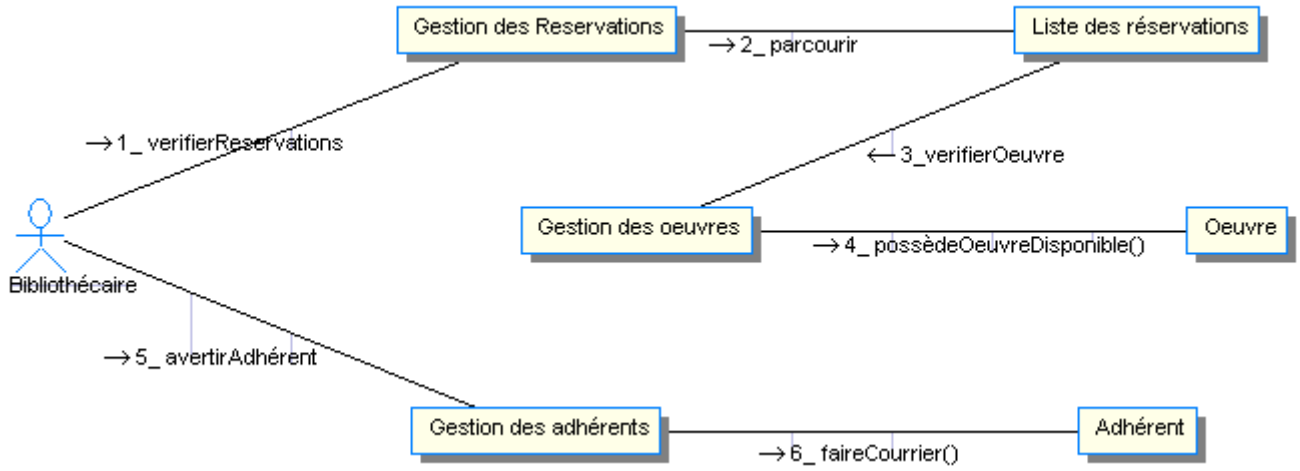 Gestion des Reservations
Liste des réservations
→ 2_ parcourir
→ 1_ verifierReservations
← 3_verifierOeuvre
Gestion des oeuvres
Oeuvre
→ 4_ possèdeOeuvreDisponible()
Bibliothécaire
→ 5_ avertirAdhérent
Gestion des adhérents
Adhérent
→ 6_ faireCourrier()